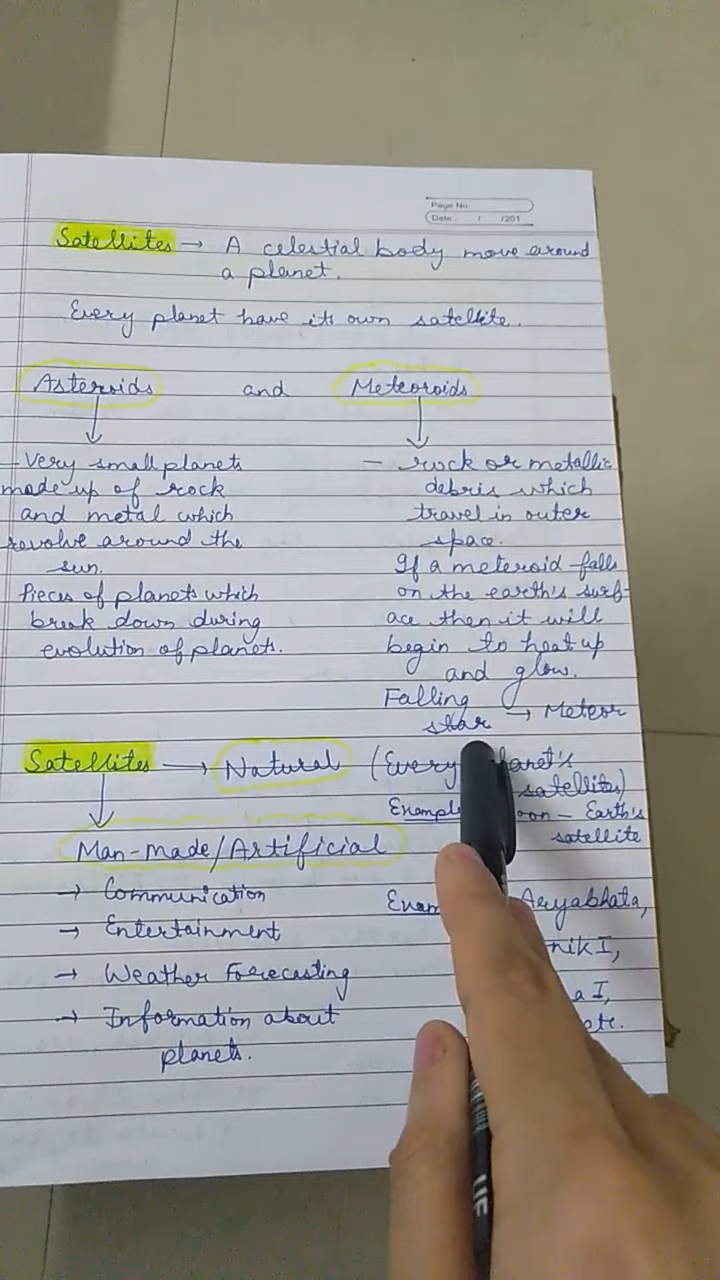 Page No.
Date / /201
Satellites → A celestial body move around
a planet.
Every planet have its own satellite.
Asteroids and Meteoroids
– Very small planets
made up of rock
and metal which
revolve around the
sun.
Pieces of planets which
break down during
evolution of planets.
– rock or metallic
debris which
travel in outer
space.
If a meteroid falls
on the earth's surf-
ace then it will
begin to heat up
and glow.
Falling
star → Meteor
Satellites → Natural (Every planet's
satellites)
Example – Earth's
satellite
Man-made/Artificial
→ Communication
→ Entertainment
→ Weather Forecasting
→ Information about
planets.
Aryabhata,
I,
I,
etc.